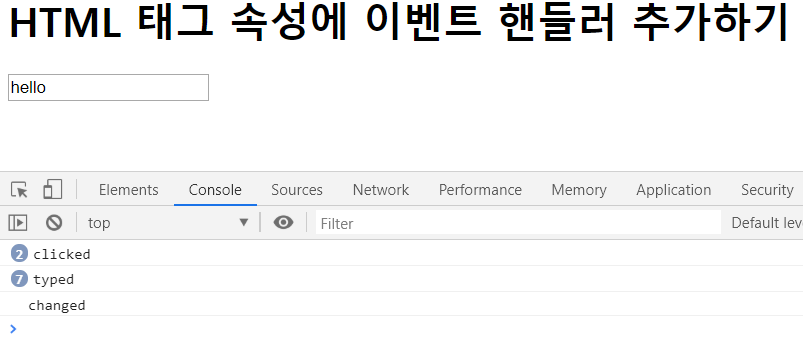 HTML 태그 속성에 이벤트 핸들러 추가하기
hello
Elements Console Sources Network Performance Memory Application Security
top Filter Default lev
2 clicked
7 typed
changed